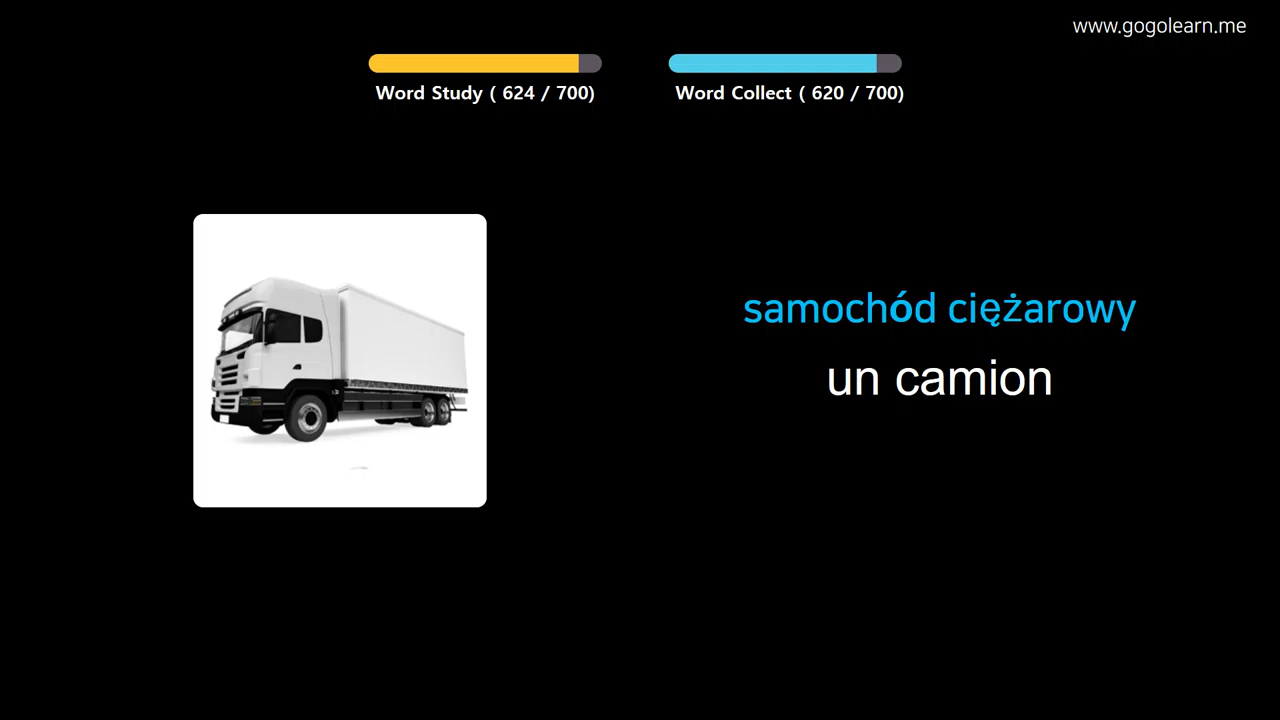 www.gogolearn.me
Word Study ( 624 / 700)
Word Collect ( 620 / 700)
samochód ciężarowy
un camion